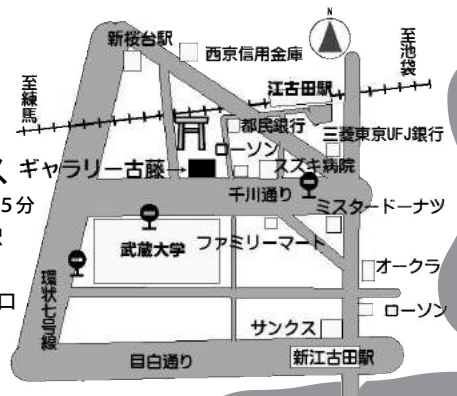 新桜台駅
西京信用金庫
至池袋
江古田駅
至練馬
都民銀行
三菱東京UFJ銀行
ローソン
ス
ギャラリー古藤→
スズキ病院
千川通り
5分
ミスタードーナツ
武蔵大学
ファミリーマート
オークラ
環状七号線
口
ローソン
サンクス
目白通り
新江古田駅
N